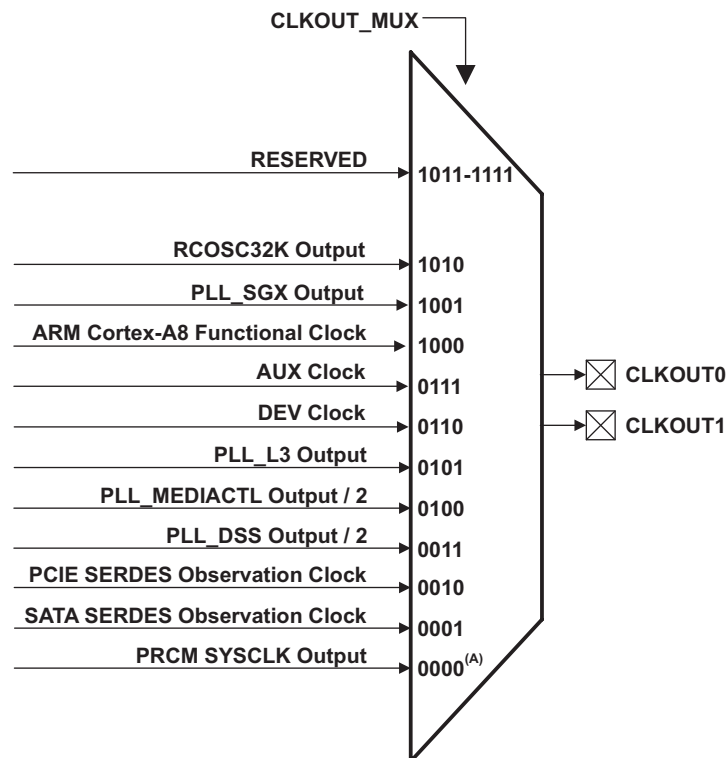 CLKOUT_MUX
RESERVED
1011-1111
RCOSC32K Output
1010
PLL_SGX Output
1001
ARM Cortex-A8 Functional Clock
1000
AUX Clock
0111
CLKOUT0
DEV Clock
0110
CLKOUT1
PLL_L3 Output
0101
PLL_MEDIACTL Output / 2
0100
PLL_DSS Output / 2
0011
PCIE SERDES Observation Clock
0010
SATA SERDES Observation Clock
0001
PRCM SYSCLK Output
0000(A)